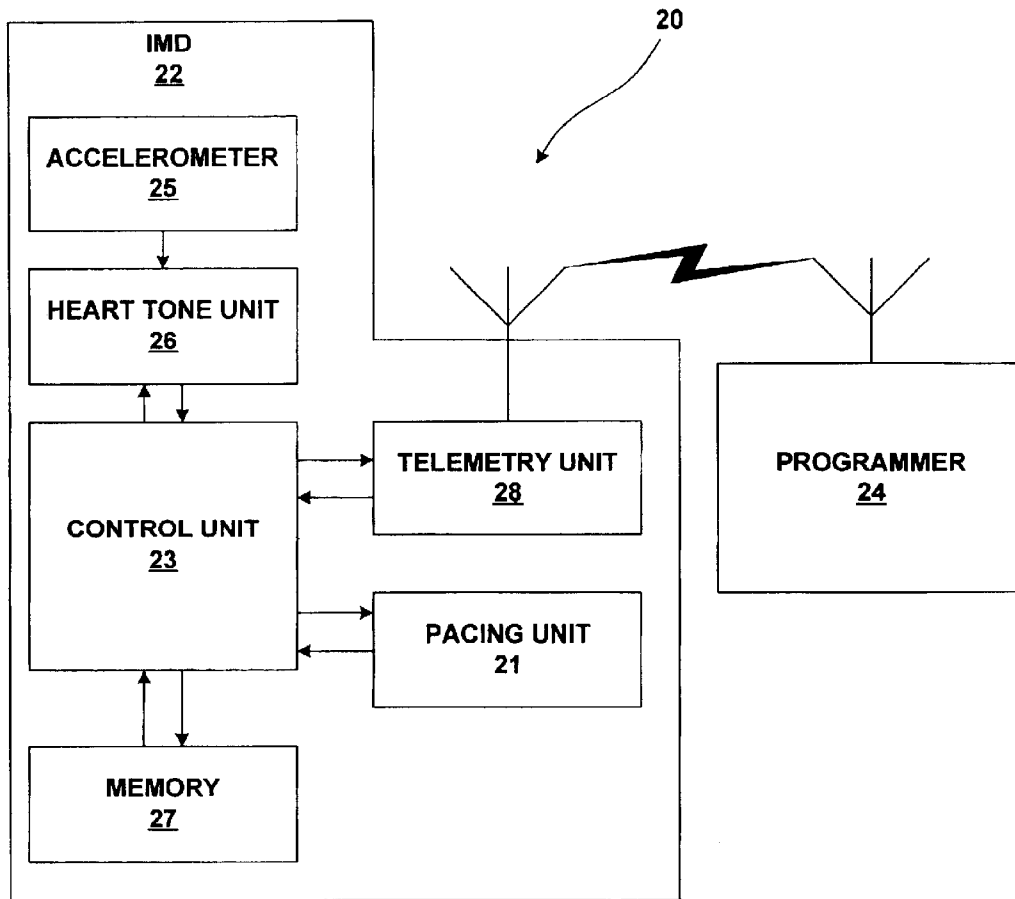 20
IMD
22
ACCELEROMETER
25
HEART TONE UNIT
26
CONTROL UNIT
23
TELEMETRY UNIT
28
PACING UNIT
21
MEMORY
27
PROGRAMMER
24